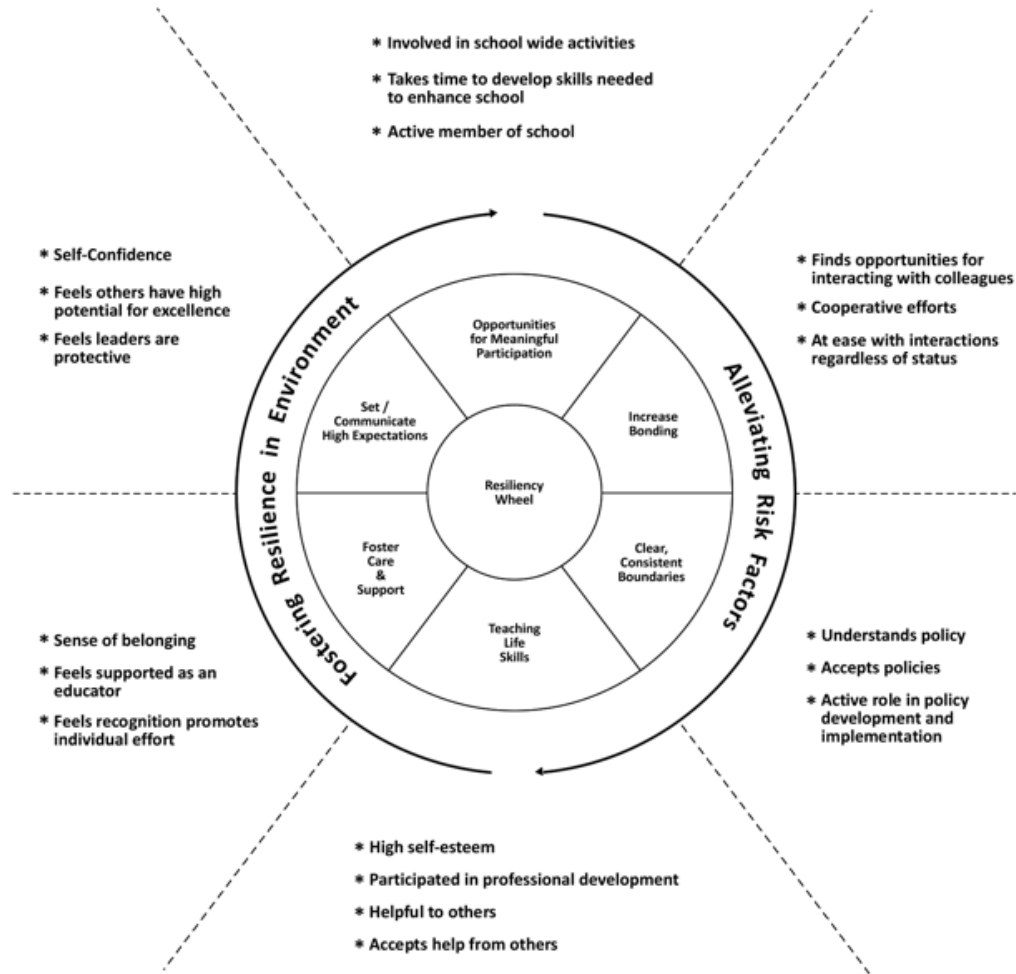 * Involved in school wide activities
* Takes time to develop skills needed
to enhance school
* Active member of school
* Self-Confidence
* Feels others have high
potential for excellence
* Feels leaders are
protective
* Finds opportunities for
interacting with colleagues
* Cooperative efforts
* At ease with interactions
regardless of status
Fostering Resilience in Environment
Alleviating Risk Factors
Opportunities
for Meaningful
Participation
Set /
Communicate
High Expectations
Increase
Bonding
Resiliency
Wheel
Foster
Care
&
Support
Clear,
Consistent
Boundaries
Teaching
Life
Skills
* Sense of belonging
* Feels supported as an
educator
* Feels recognition promotes
individual effort
* Understands policy
* Accepts policies
* Active role in policy
development and
implementation
* High self-esteem
* Participated in professional development
* Helpful to others
* Accepts help from others